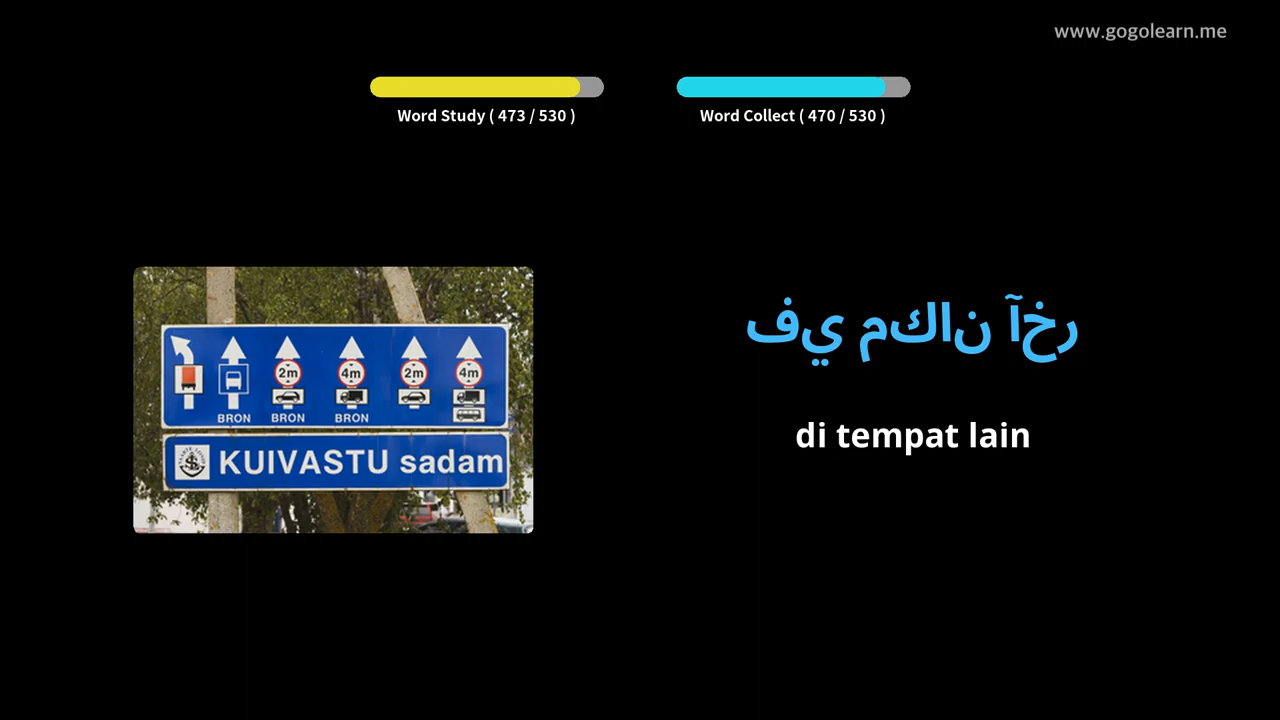 www.gogolearn.me
Word Study ( 473 / 530 )
Word Collect ( 470 / 530 )
2m 4m 2m 4m
BRON BRON BRON
KUIVASTU sadam
في مكان آخر
di tempat lain